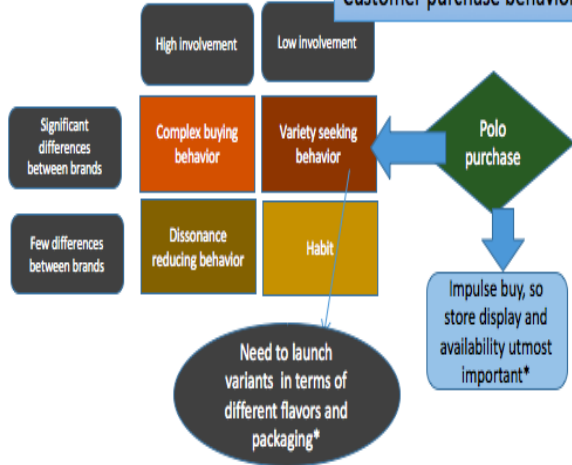 Customer purchase behavior
High involvement
Low involvement
Significant
differences
between brands
Complex buying
behavior
Variety seeking
behavior
Polo
purchase
Few differences
between brands
Dissonance
reducing behavior
Habit
Impulse buy, so
store display and
availability utmost
important*
Need to launch
variants in terms of
different flavors and
packaging*